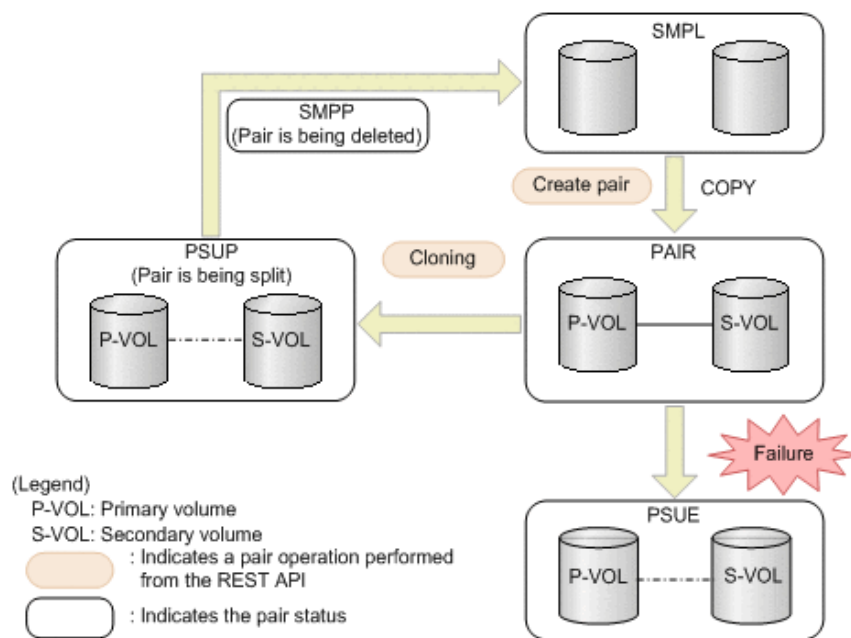 SMPL
SMPP
(Pair is being deleted)
Create pair
COPY
PSUP
(Pair is being split)
P-VOL
S-VOL
Cloning
PAIR
P-VOL
S-VOL
Failure
PSUE
P-VOL
S-VOL
(Legend)
P-VOL: Primary volume
S-VOL: Secondary volume
: Indicates a pair operation performed
from the REST API
: Indicates the pair status